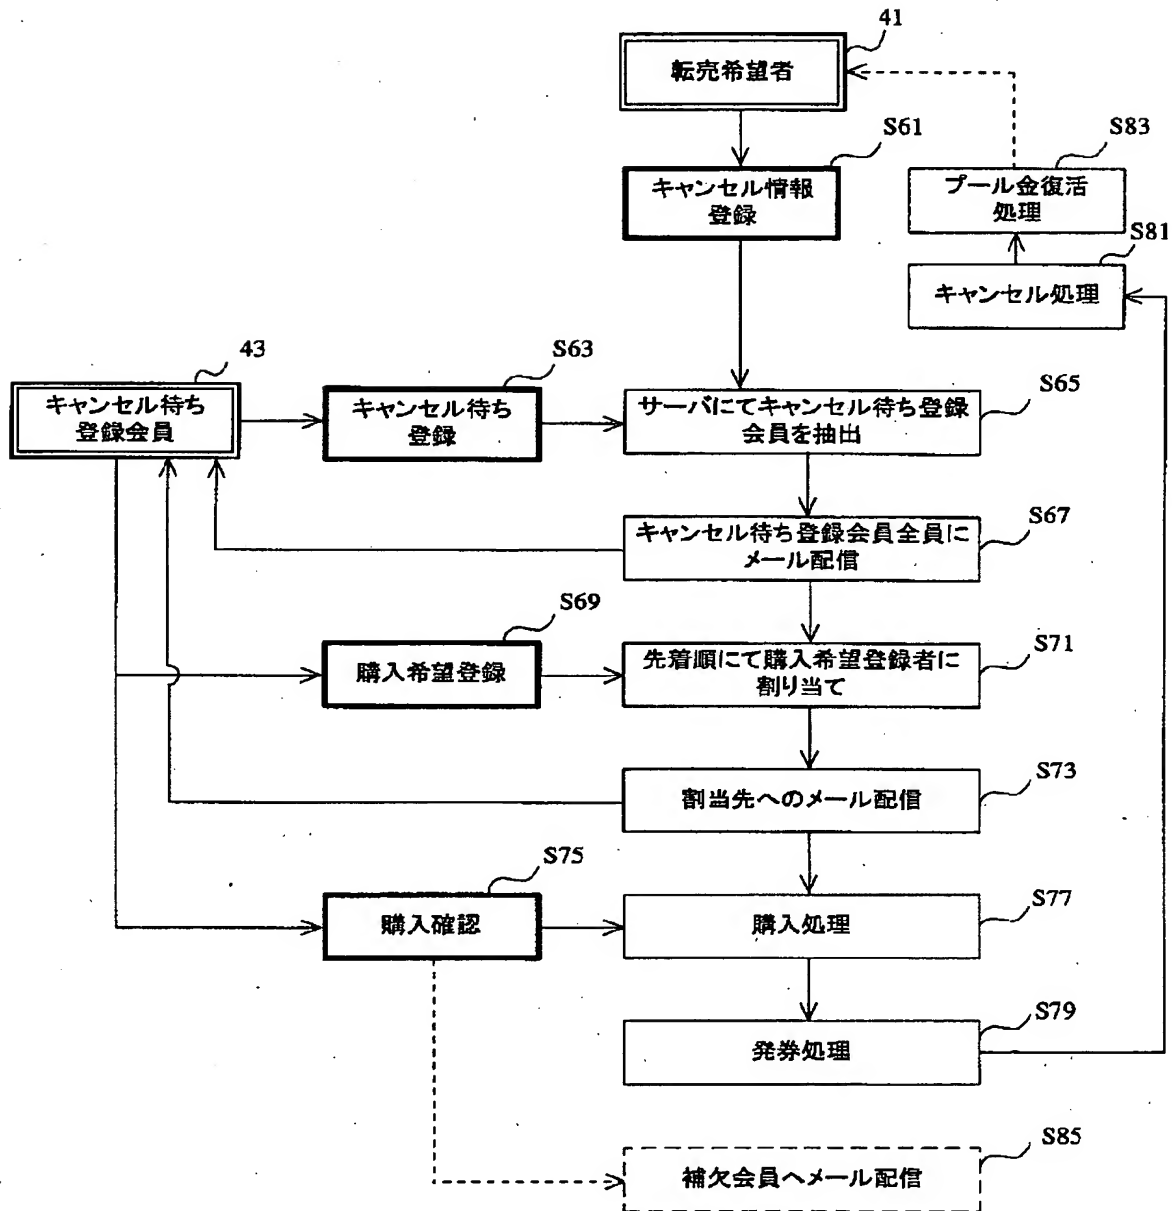 41
転売希望者
S61
キャンセル情報
登録
S83
プール金復活
処理
S81
キャンセル処理
43
キャンセル待ち
登録会員
S63
キャンセル待ち
登録
S65
サーバにてキャンセル待ち登録
会員を抽出
S67
キャンセル待ち登録会員全員に
メール配信
S69
購入希望登録
S71
先着順にて購入希望登録者に
割り当て
S73
割当先へのメール配信
S75
購入確認
S77
購入処理
S79
発券処理
S85
補欠会員へメール配信